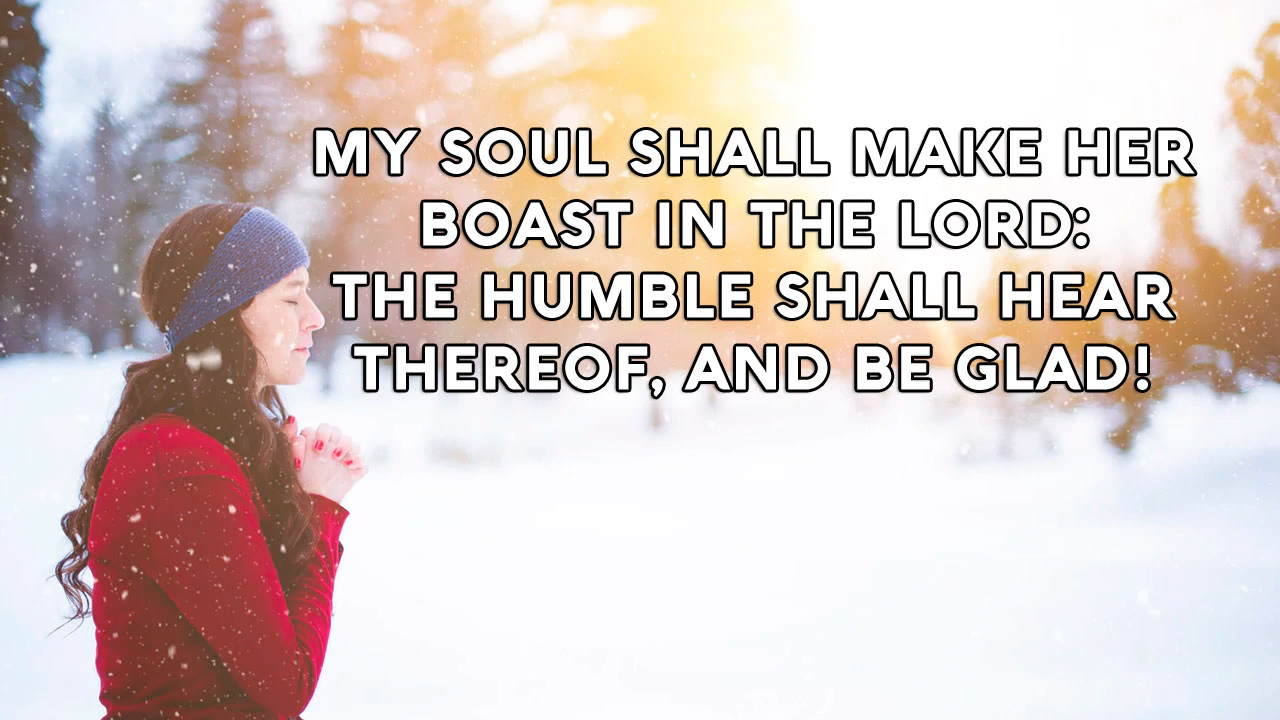 MY SOUL SHALL MAKE HER
BOAST IN THE LORD:
THE HUMBLE SHALL HEAR
THEREOF, AND BE GLAD!